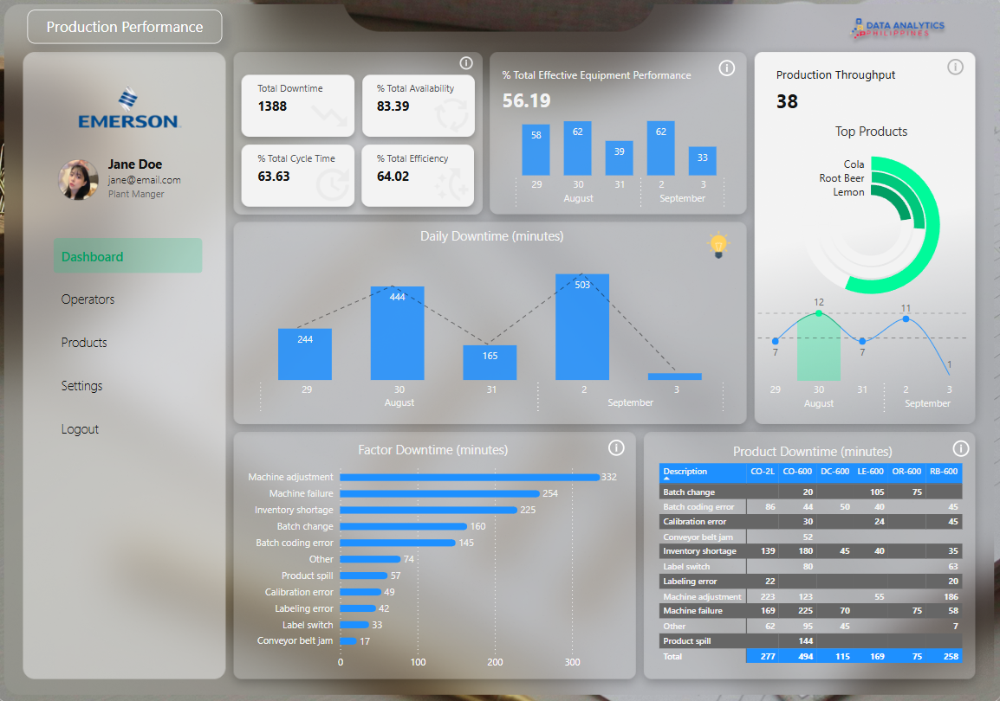 Production Performance
DATA ANALYTICS
PHILIPPINES
EMERSON
Jane Doe
jane@email.com
Plant Manger
Dashboard
Operators
Products
Settings
Logout
Total Downtime
1388
% Total Availability
83.39
% Total Cycle Time
63.63
% Total Efficiency
64.02
% Total Effective Equipment Performance
56.19
58 62 39 62 33
29 30 31 2 3
August September
Production Throughput
38
Top Products
Cola
Root Beer
Lemon
12 11
7 7 1
29 30 31 2 3
August September
Daily Downtime (minutes)
244 444 165 503
29 30 31 2 3
August September
Factor Downtime (minutes)
Machine adjustment 332
Machine failure 254
Inventory shortage 225
Batch change 160
Batch coding error 145
Other 74
Product spill 57
Calibration error 49
Labeling error 42
Label switch 33
Conveyor belt jam 17
0 100 200 300
Product Downtime (minutes)
Description CO-2L CO-600 DC-600 LE-600 OR-600 RB-600
Batch change 20 105 75
Batch coding error 86 44 50 40 45
Calibration error 30 24 45
Conveyor belt jam 52
Inventory shortage 139 180 45 40 35
Label switch 80 63
Labeling error 22 20
Machine adjustment 223 123 55 186
Machine failure 169 225 70 75 58
Other 62 95 45 7
Product spill 144
Total 277 494 115 169 75 258